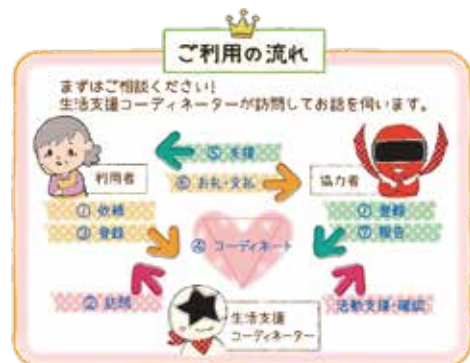 ご利用の流れ
まずはご相談ください!
生活支援コーディネーターが訪問してお話を伺います。
⑤支援
利用者
⑥お礼・支払
協力者
①依頼
③登録
①登録
⑦報告
④コーディネート
②訪問
活動支援・確認
生活支援
コーディネーター